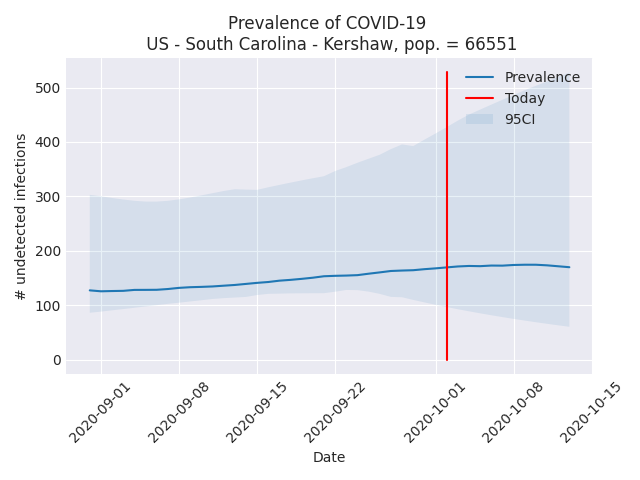 Prevalence of COVID-19
US - South Carolina - Kershaw, pop. = 66551
Prevalence
Today
95CI
# undetected infections
500
400
300
200
100
0
2020-09-01
2020-09-08
2020-09-15
2020-09-22
2020-10-01
2020-10-08
2020-10-15
Date